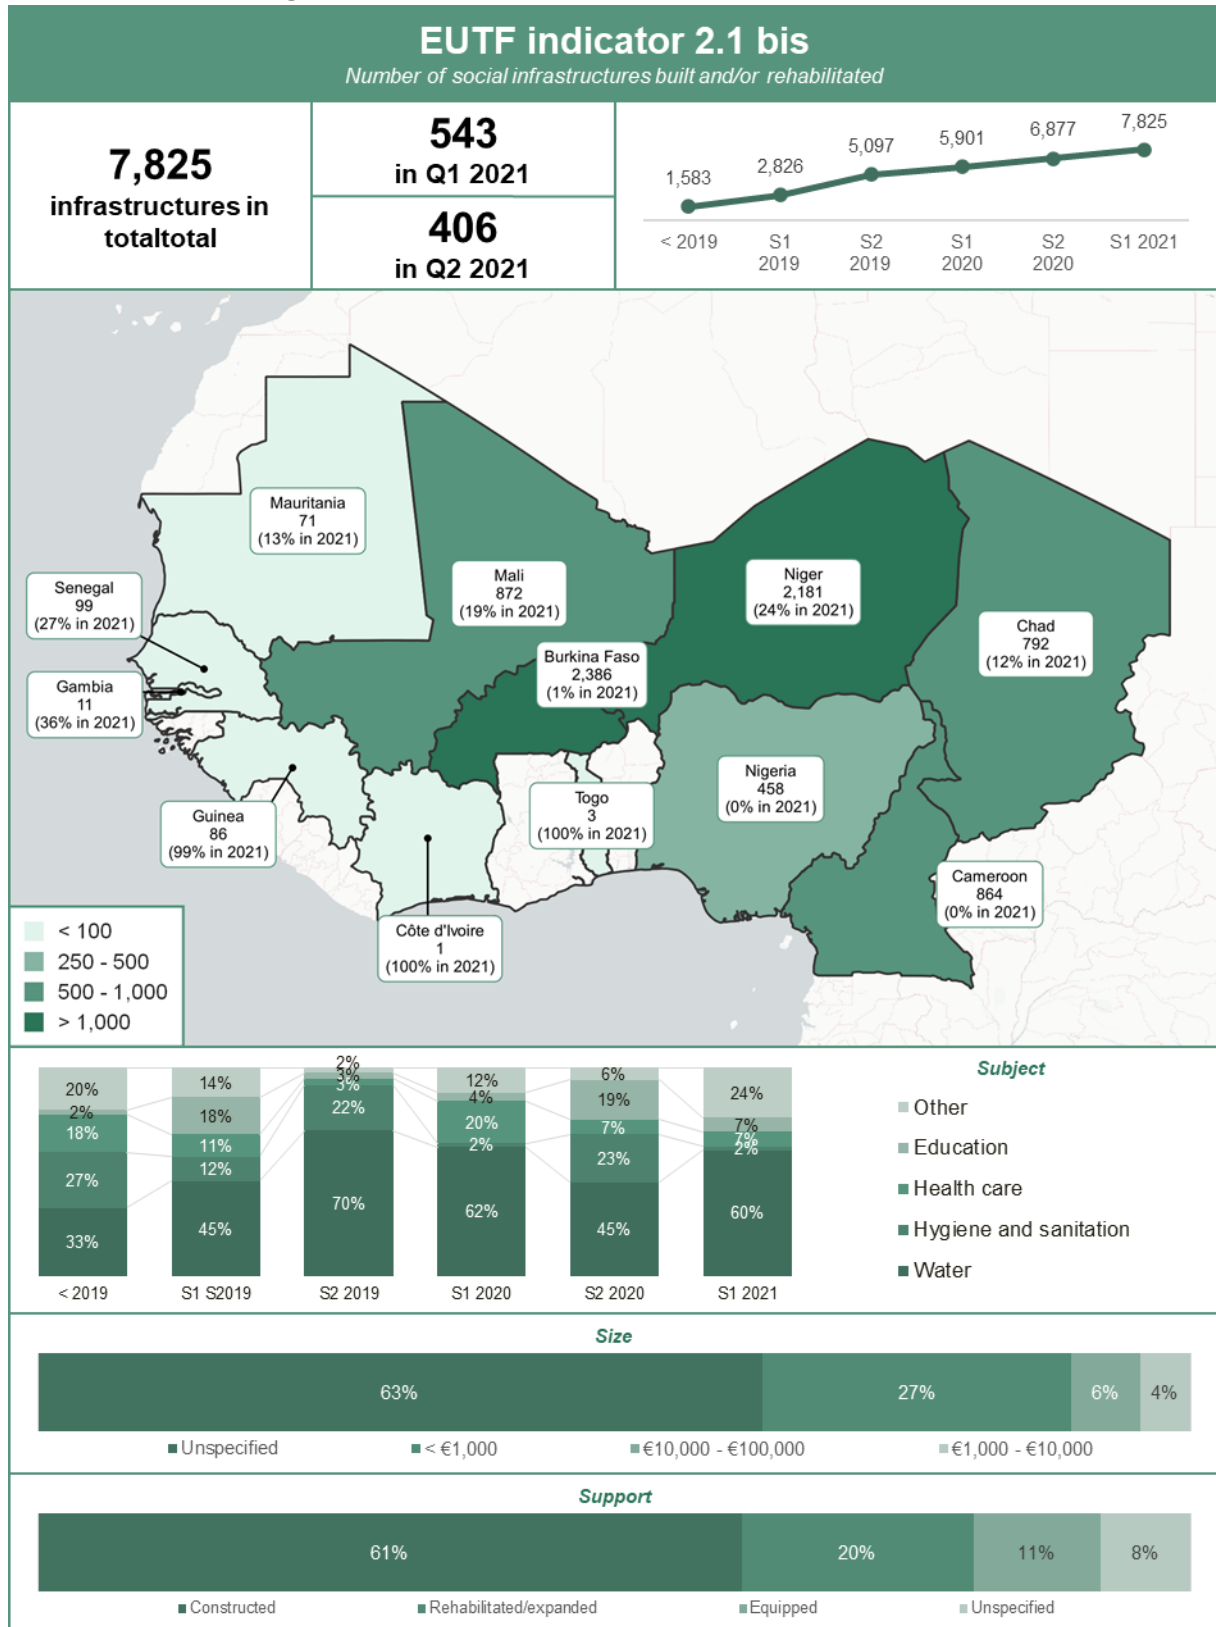 EUTF indicator 2.1 bis
Number of social infrastructures built and/or rehabilitated
7,825
infrastructures in
totaltotal
543
in Q1 2021
406
in Q2 2021
1,583
2,826
5,097
5,901
6,877
7,825
< 2019
S1
2019
S2
2019
S1
2020
S2
2020
S1 2021
Mauritania
71
(13% in 2021)
Senegal
99
(27% in 2021)
Mali
872
(19% in 2021)
Niger
2,181
(24% in 2021)
Chad
792
(12% in 2021)
Burkina Faso
2,386
(1% in 2021)
Gambia
11
(36% in 2021)
Nigeria
458
(0% in 2021)
Togo
3
(100% in 2021)
Guinea
86
(99% in 2021)
Cameroon
864
(0% in 2021)
Côte d'Ivoire
1
(100% in 2021)
< 100
250 - 500
500 - 1,000
> 1,000
20%
2%
18%
27%
33%
< 2019
14%
18%
11%
12%
45%
S1 S2019
2%
3%
3%
22%
70%
S2 2019
12%
4%
20%
2%
62%
S1 2020
6%
19%
7%
23%
45%
S2 2020
24%
7%
7%
2%
60%
S1 2021
Subject
Other
Education
Health care
Hygiene and sanitation
Water
Size
63%
27%
6%
4%
Unspecified
< €1,000
€10,000 - €100,000
€1,000 - €10,000
Support
61%
20%
11%
8%
Constructed
Rehabilitated/expanded
Equipped
Unspecified